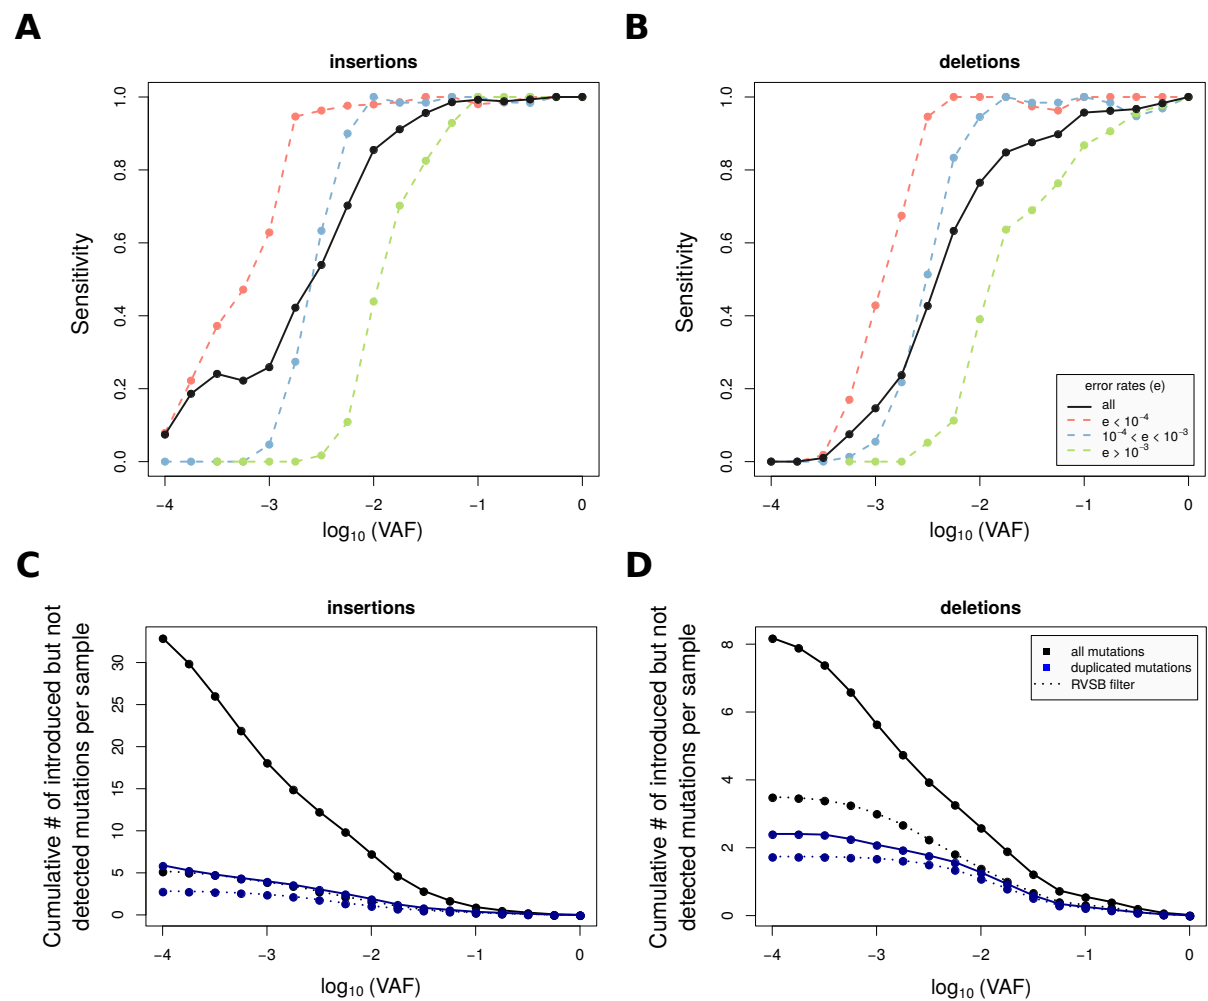 A
insertions
Sensitivity
0.0
0.2
0.4
0.6
0.8
1.0
−4
−3
−2
−1
0
log10 (VAF)
B
deletions
Sensitivity
0.0
0.2
0.4
0.6
0.8
1.0
error rates (e)
all
e < 10−4
10−4 < e < 10−3
e > 10−3
−4
−3
−2
−1
0
log10 (VAF)
C
insertions
Cumulative # of introduced but not
detected mutations per sample
0
5
10
15
20
25
30
−4
−3
−2
−1
0
log10 (VAF)
D
deletions
Cumulative # of introduced but not
detected mutations per sample
0
2
4
6
8
all mutations
duplicated mutations
RVSB filter
−4
−3
−2
−1
0
log10 (VAF)